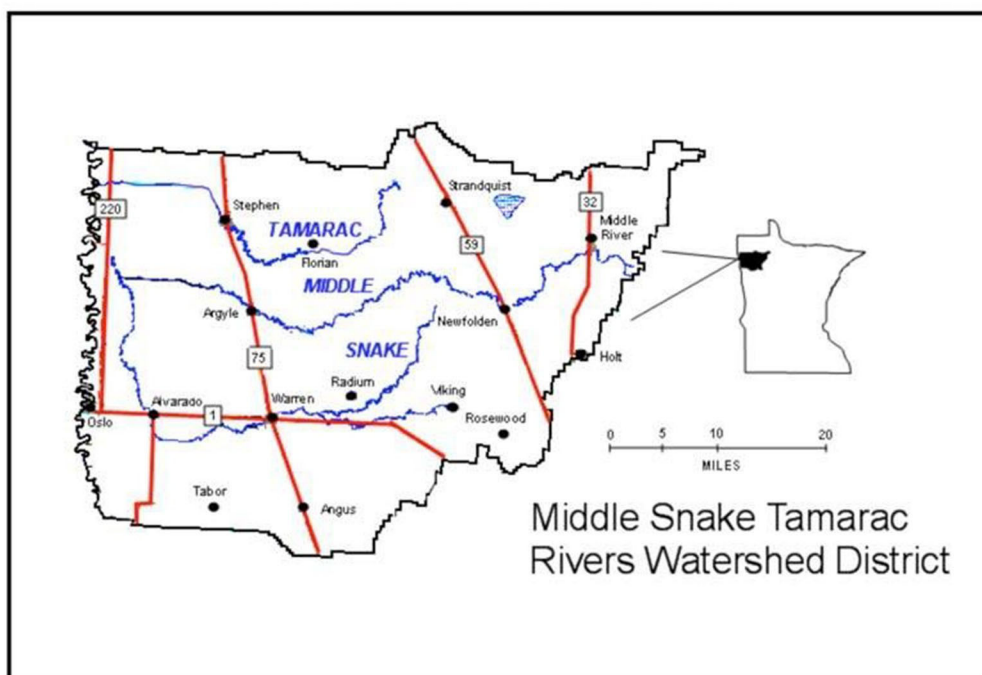 Strandquist
220
32
Stephen
TAMARAC
59
Middle
River
Florian
MIDDLE
Argyle
Newfolden
SNAKE
75
Holt
Radium
Viking
Alvarado
1
Warren
Oslo
Rosewood
0 5 10 20
MILES
Tabor
Angus
Middle Snake Tamarac
Rivers Watershed District